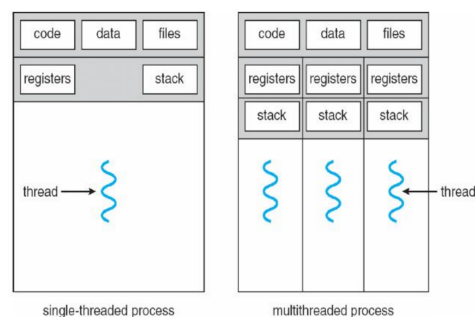 code data files code data files
registers stack registers registers registers
stack stack stack
thread thread
single-threaded process multithreaded process